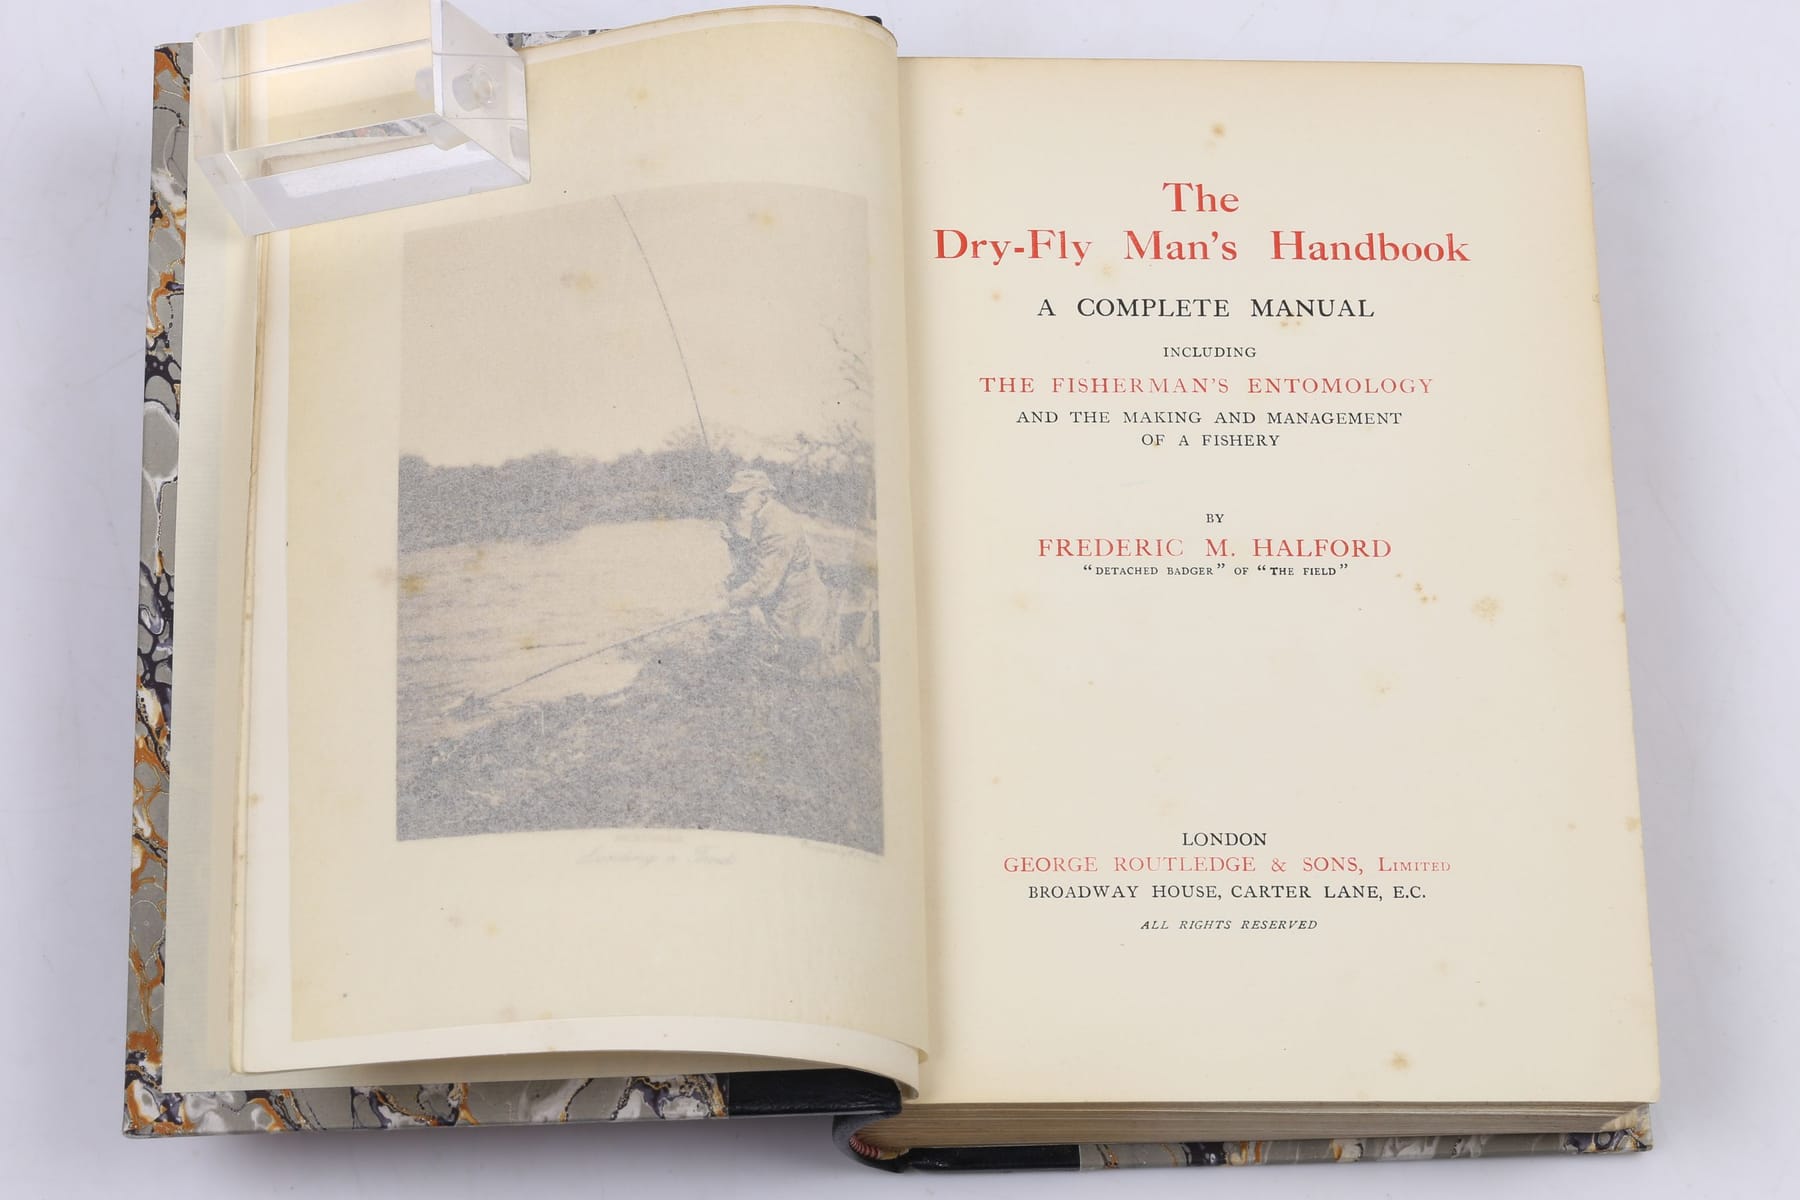 The
Dry-Fly Man's Handbook
A COMPLETE MANUAL
INCLUDING
THE FISHERMAN'S ENTOMOLOGY
AND THE MAKING AND MANAGEMENT
OF A FISHERY
BY
FREDERIC M. HALFORD
"DETACHED BADGER" OF "THE FIELD"
LONDON
GEORGE ROUTLEDGE & SONS, LIMITED
BROADWAY HOUSE, CARTER LANE, E.C.
ALL RIGHTS RESERVED
Landing a